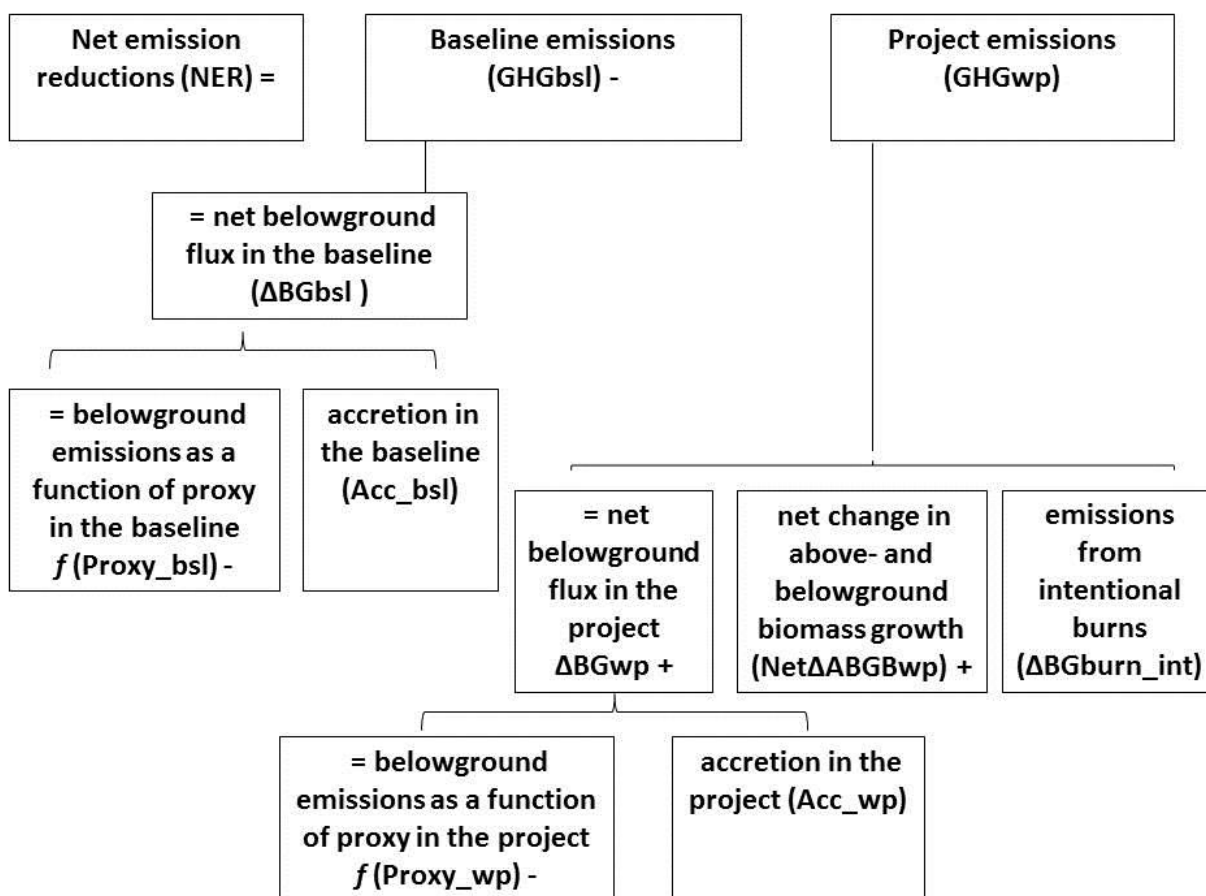 Net emission
reductions (NER) =
Baseline emissions
(GHGbsl) -
Project emissions
(GHGwp)
= net belowground
flux in the baseline
(ΔBGbsl )
= belowground
emissions as a
function of proxy
in the baseline
f (Proxy_bsl) -
accretion in
the baseline
(Acc_bsl)
= net
belowground
flux in the
project
ΔBGwp +
net change in
above- and
belowground
biomass growth
(NetΔABGBwp) +
emissions
from
intentional
burns
(ΔBGburn_int)
= belowground
emissions as a function
of proxy in the project
f (Proxy_wp) -
accretion in the
project (Acc_wp)